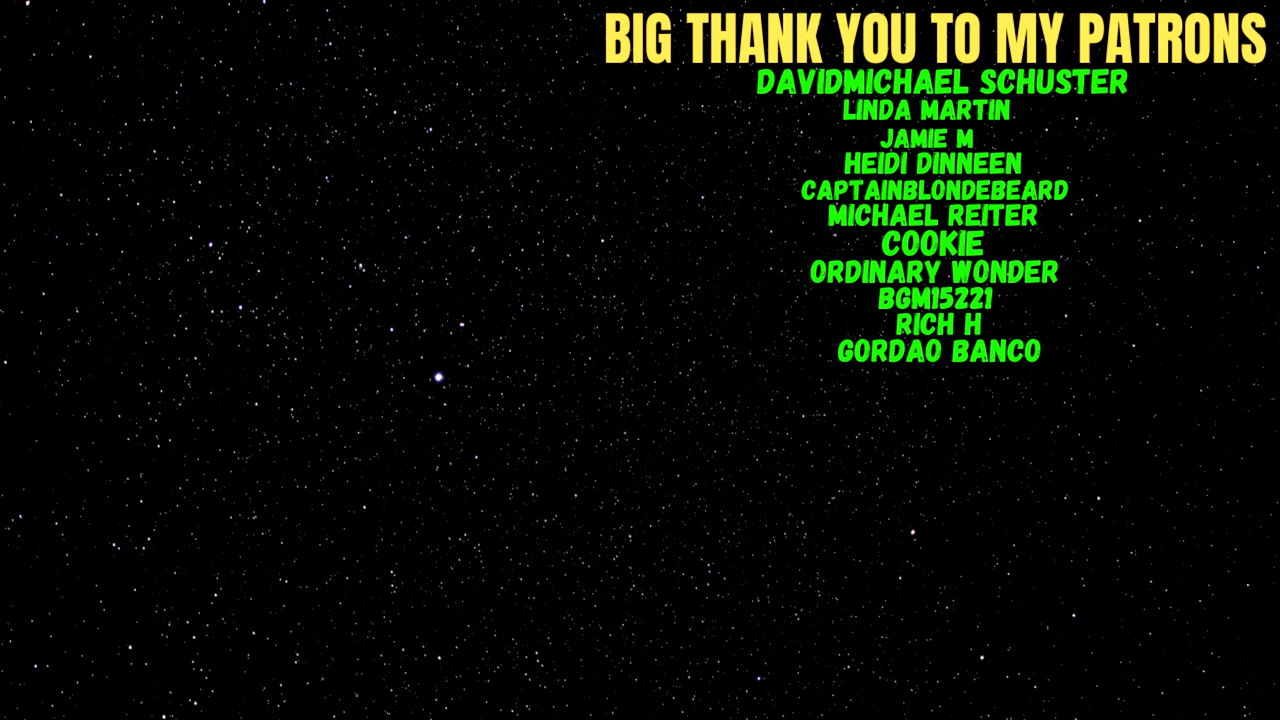 BIG THANK YOU TO MY PATRONS
DAVIDMICHAEL SCHUSTER
LINDA MARTIN
JAMIE M
HEIDI DINNEEN
CAPTAINBLONDEBEARD
MICHAEL REITER
COOKIE
ORDINARY WONDER
BGM15221
RICH H
GORDAO BANCO